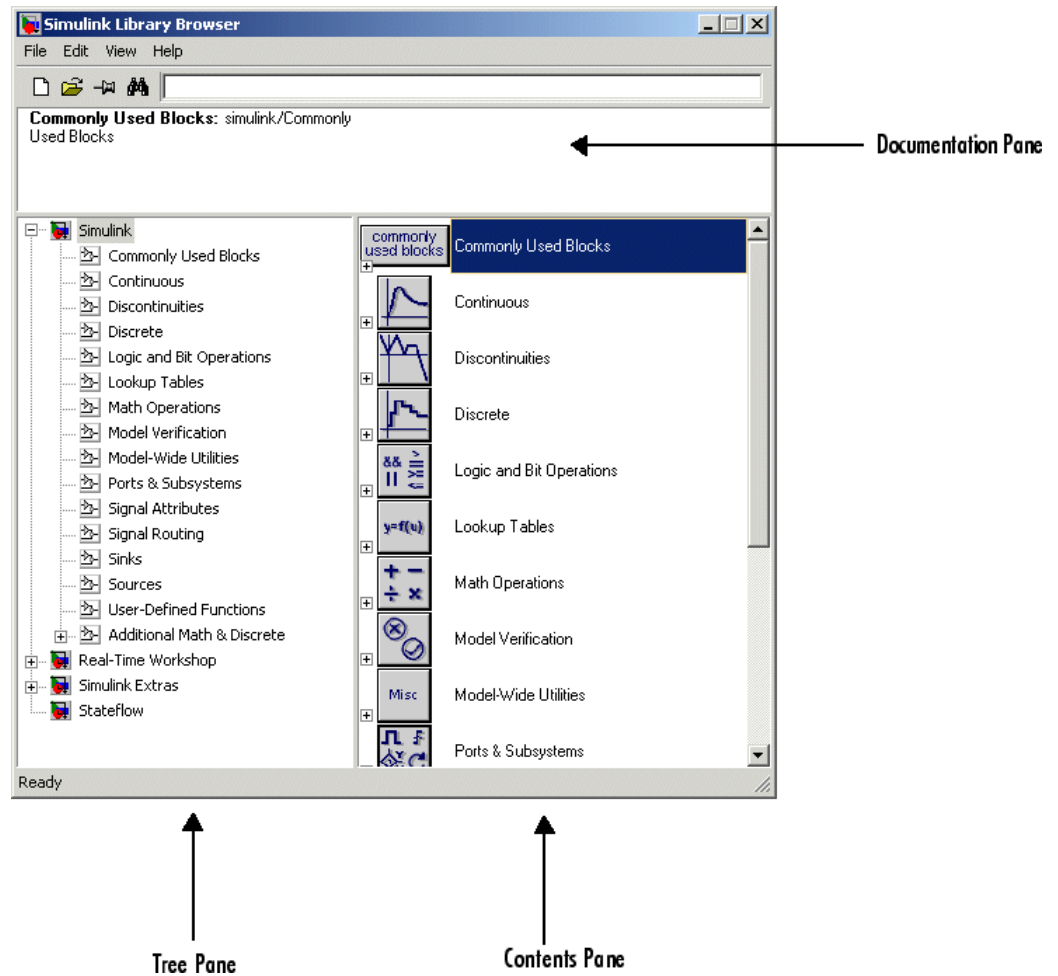 Simulink Library Browser
File Edit View Help
Commonly Used Blocks: simulink/Commonly
Used Blocks
Documentation Pane
Simulink
Commonly Used Blocks
Continuous
Discontinuities
Discrete
Logic and Bit Operations
Lookup Tables
Math Operations
Model Verification
Model-Wide Utilities
Ports & Subsystems
Signal Attributes
Signal Routing
Sinks
Sources
User-Defined Functions
Additional Math & Discrete
Real-Time Workshop
Simulink Extras
Stateflow
commonly
used blocks
Commonly Used Blocks
Continuous
Discontinuities
Discrete
&& >=
|| >= <=
Logic and Bit Operations
y=f(u)
Lookup Tables
+ −
÷ ×
Math Operations
Model Verification
Misc
Model-Wide Utilities
Ports & Subsystems
Ready
Tree Pane
Contents Pane